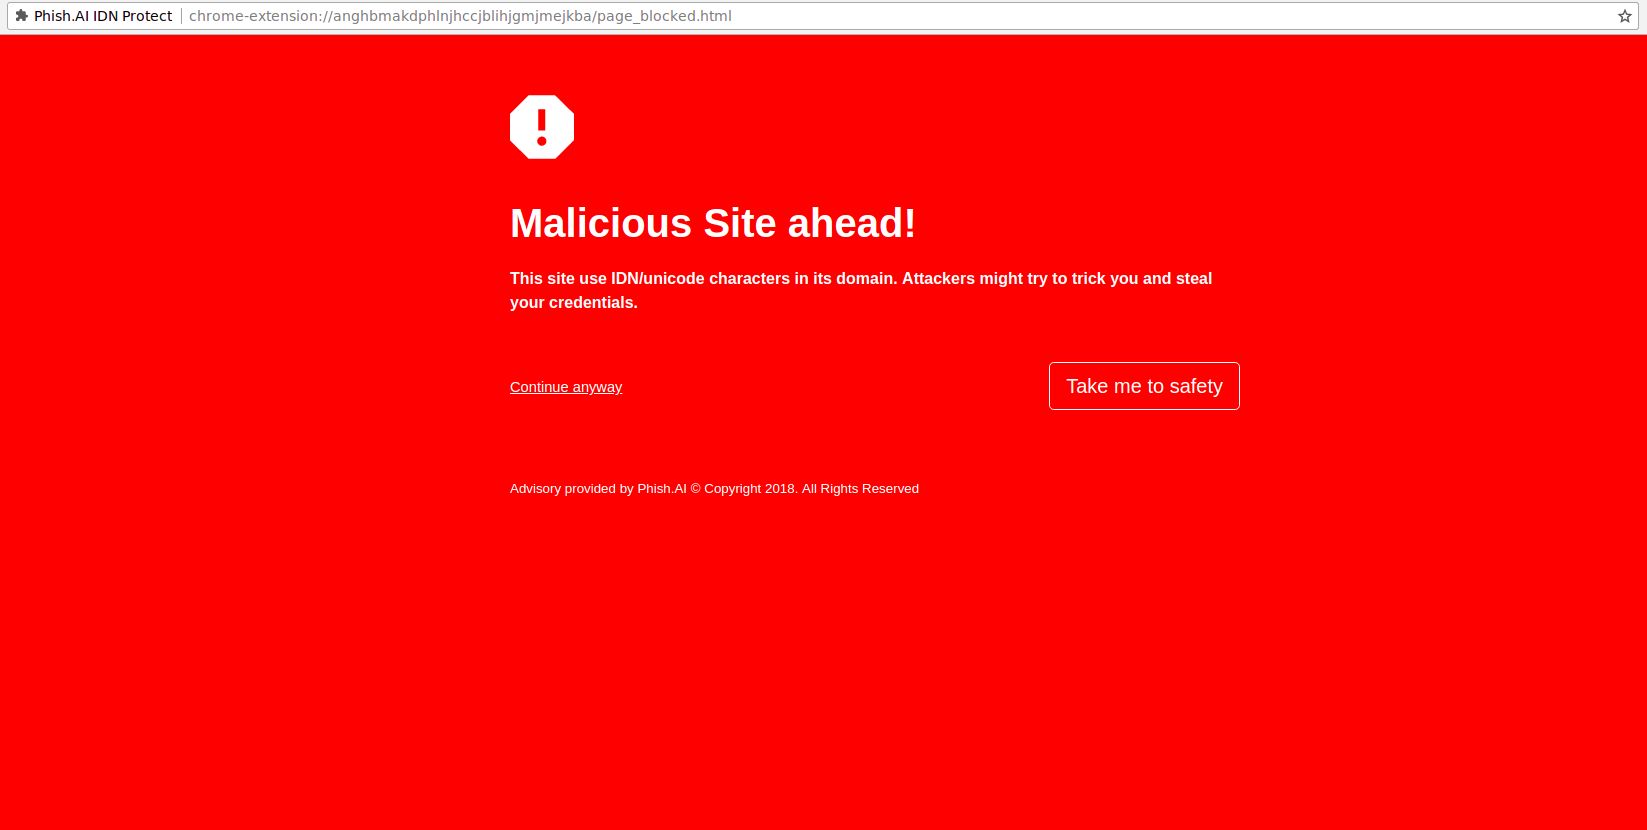 Phish.AI IDN Protect chrome-extension://anghbmakdphlnjhccjblihjgmjmejkba/page_blocked.html
Malicious Site ahead!
This site use IDN/unicode characters in its domain. Attackers might try to trick you and steal
your credentials.
Continue anyway
Take me to safety
Advisory provided by Phish.AI © Copyright 2018. All Rights Reserved